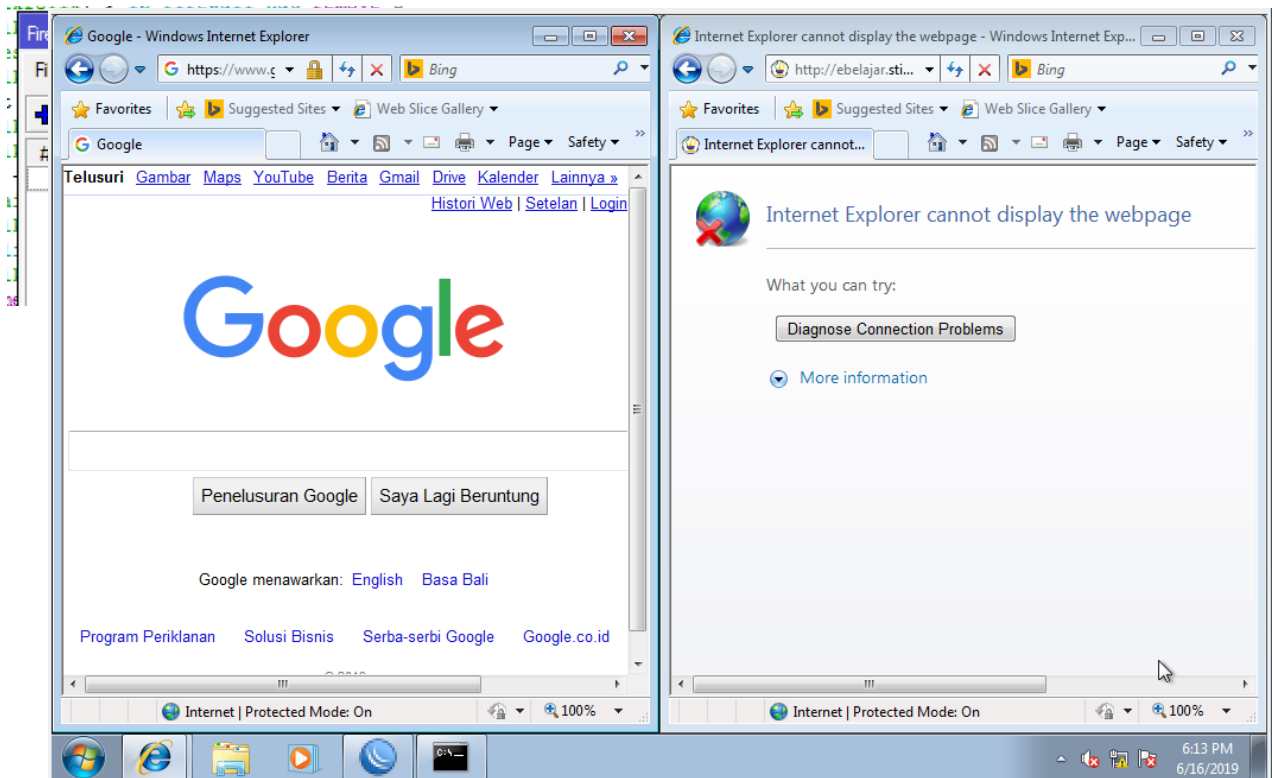 Google - Windows Internet Explorer
https://www.g
Bing
Favorites
Suggested Sites
Web Slice Gallery
Google
Page
Safety
Telusuri Gambar Maps YouTube Berita Gmail Drive Kalender Lainnya »
Histori Web | Setelan | Login
Google
Penelusuran Google
Saya Lagi Beruntung
Google menawarkan: English Basa Bali
Program Periklanan Solusi Bisnis Serba-serbi Google Google.co.id
Internet | Protected Mode: On
100%
Internet Explorer cannot display the webpage - Windows Internet Exp...
http://ebelajar.sti...
Bing
Favorites
Suggested Sites
Web Slice Gallery
Internet Explorer cannot...
Page
Safety
Internet Explorer cannot display the webpage
What you can try:
Diagnose Connection Problems
More information
Internet | Protected Mode: On
100%
6:13 PM
6/16/2019